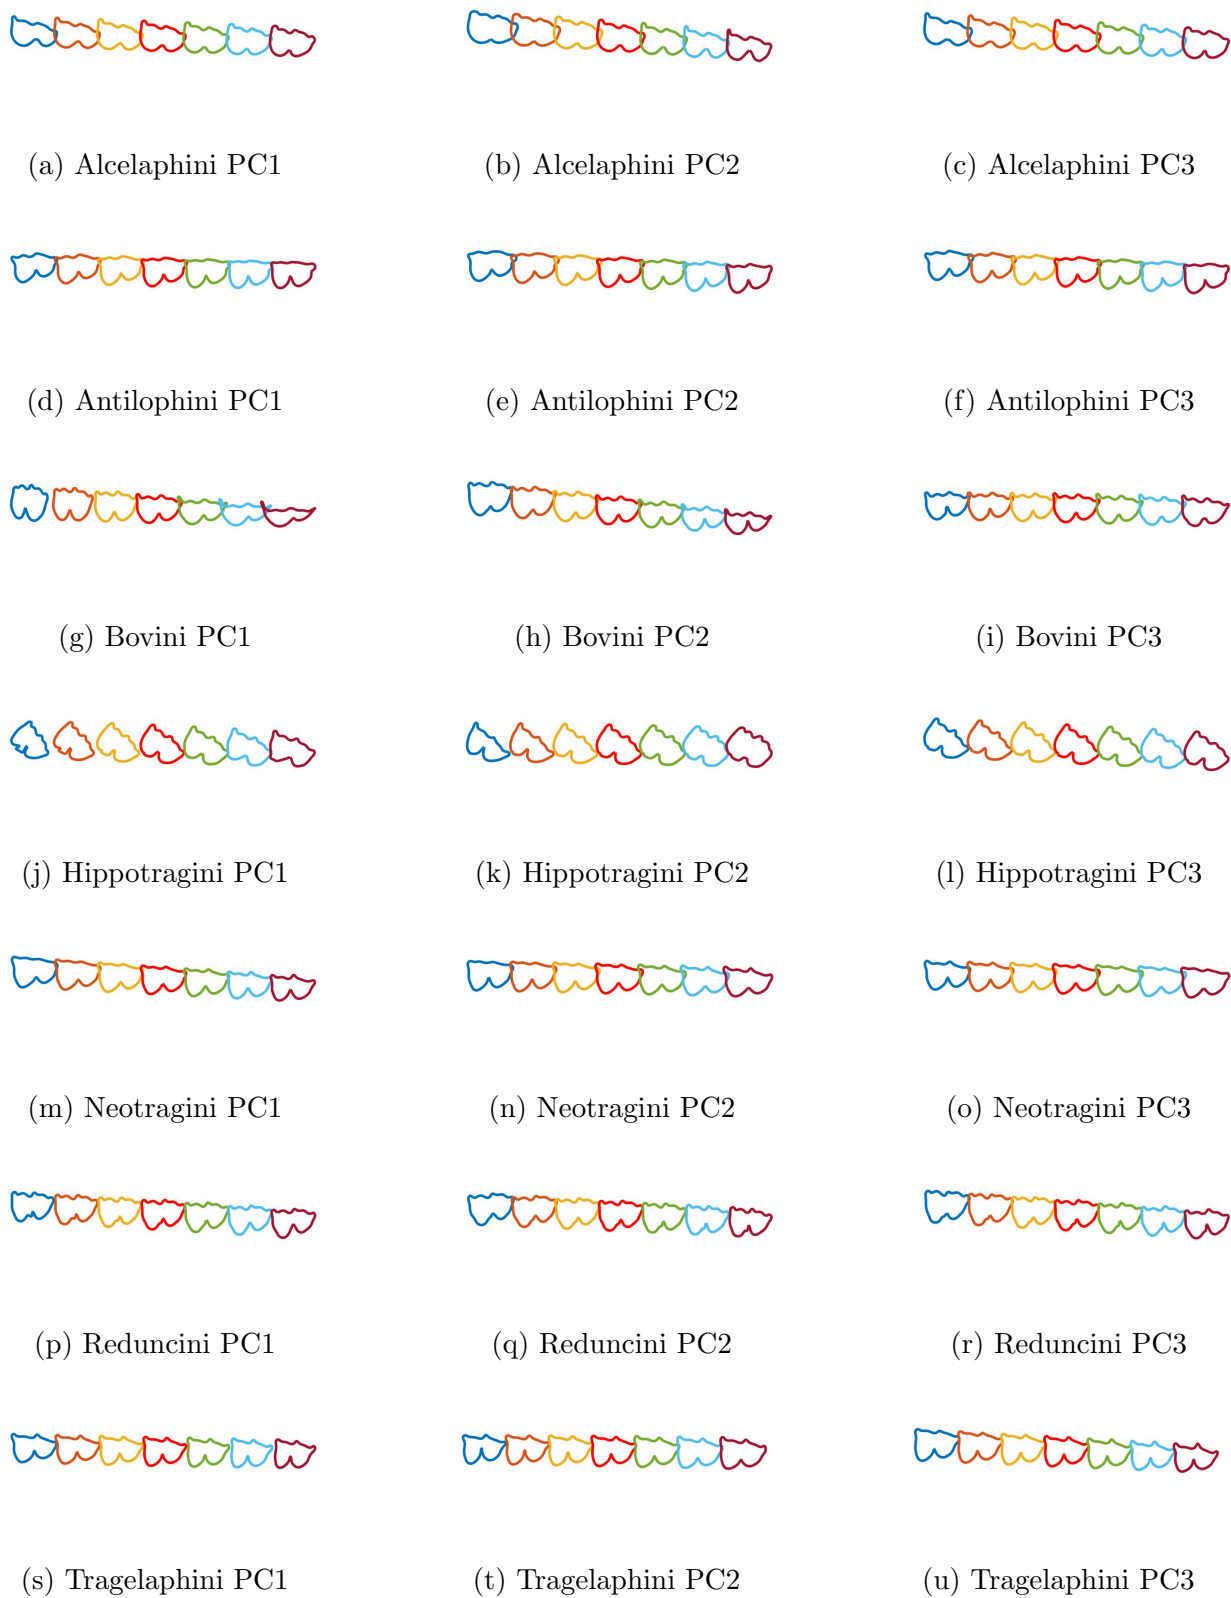 (a) Alcelaphini PC1
(b) Alcelaphini PC2
(c) Alcelaphini PC3
(d) Antilophini PC1
(e) Antilophini PC2
(f) Antilophini PC3
(g) Bovini PC1
(h) Bovini PC2
(i) Bovini PC3
(j) Hippotragini PC1
(k) Hippotragini PC2
(l) Hippotragini PC3
(m) Neotragini PC1
(n) Neotragini PC2
(o) Neotragini PC3
(p) Reduncini PC1
(q) Reduncini PC2
(r) Reduncini PC3
(s) Tragelaphini PC1
(t) Tragelaphini PC2
(u) Tragelaphini PC3